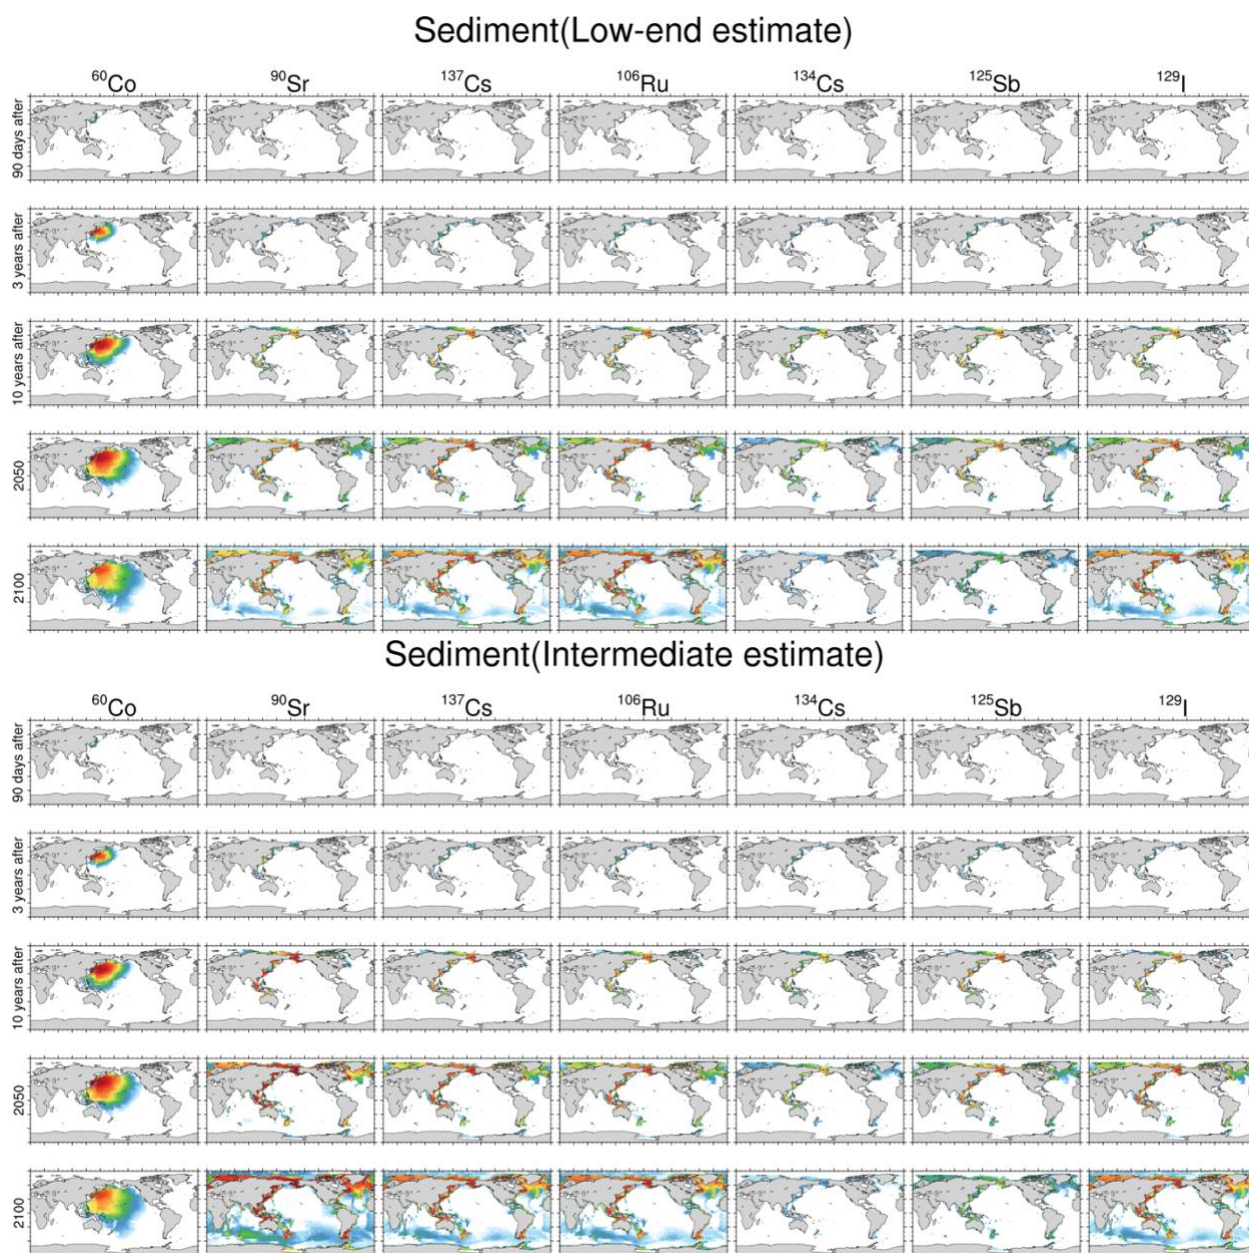 Sediment(Low-end estimate)
⁶⁰Co ⁹⁰Sr ¹³⁷Cs ¹⁰⁶Ru ¹³⁴Cs ¹²⁵Sb ¹²⁹I
90 days after
3 years after
10 years after
2050
2100
Sediment(Intermediate estimate)
⁶⁰Co ⁹⁰Sr ¹³⁷Cs ¹⁰⁶Ru ¹³⁴Cs ¹²⁵Sb ¹²⁹I
90 days after
3 years after
10 years after
2050
2100